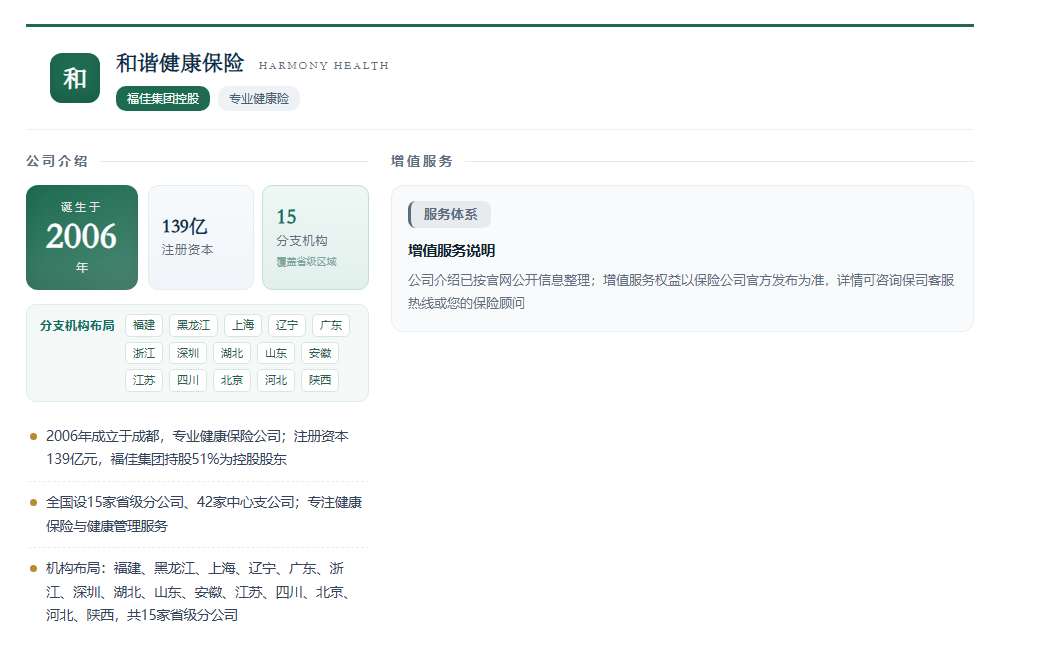 和
和谐健康保险 HARMONY HEALTH
福佳集团控股 专业健康险
公司介绍
诞生于
2006
年
139亿
注册资本
15
分支机构
覆盖省级区域
分支机构布局 福建 黑龙江 上海 辽宁 广东
浙江 深圳 湖北 山东 安徽
江苏 四川 北京 河北 陕西
2006年成立于成都，专业健康保险公司；注册资本
139亿元，福佳集团持股51%为控股股东
全国设15家省级分公司、42家中心支公司；专注健康
保险与健康管理服务
机构布局：福建、黑龙江、上海、辽宁、广东、浙
江、深圳、湖北、山东、安徽、江苏、四川、北京、
河北、陕西，共15家省级分公司
增值服务
服务体系
增值服务说明
公司介绍已按官网公开信息整理；增值服务权益以保险公司官方发布为准，详情可咨询保司客服
热线或您的保险顾问